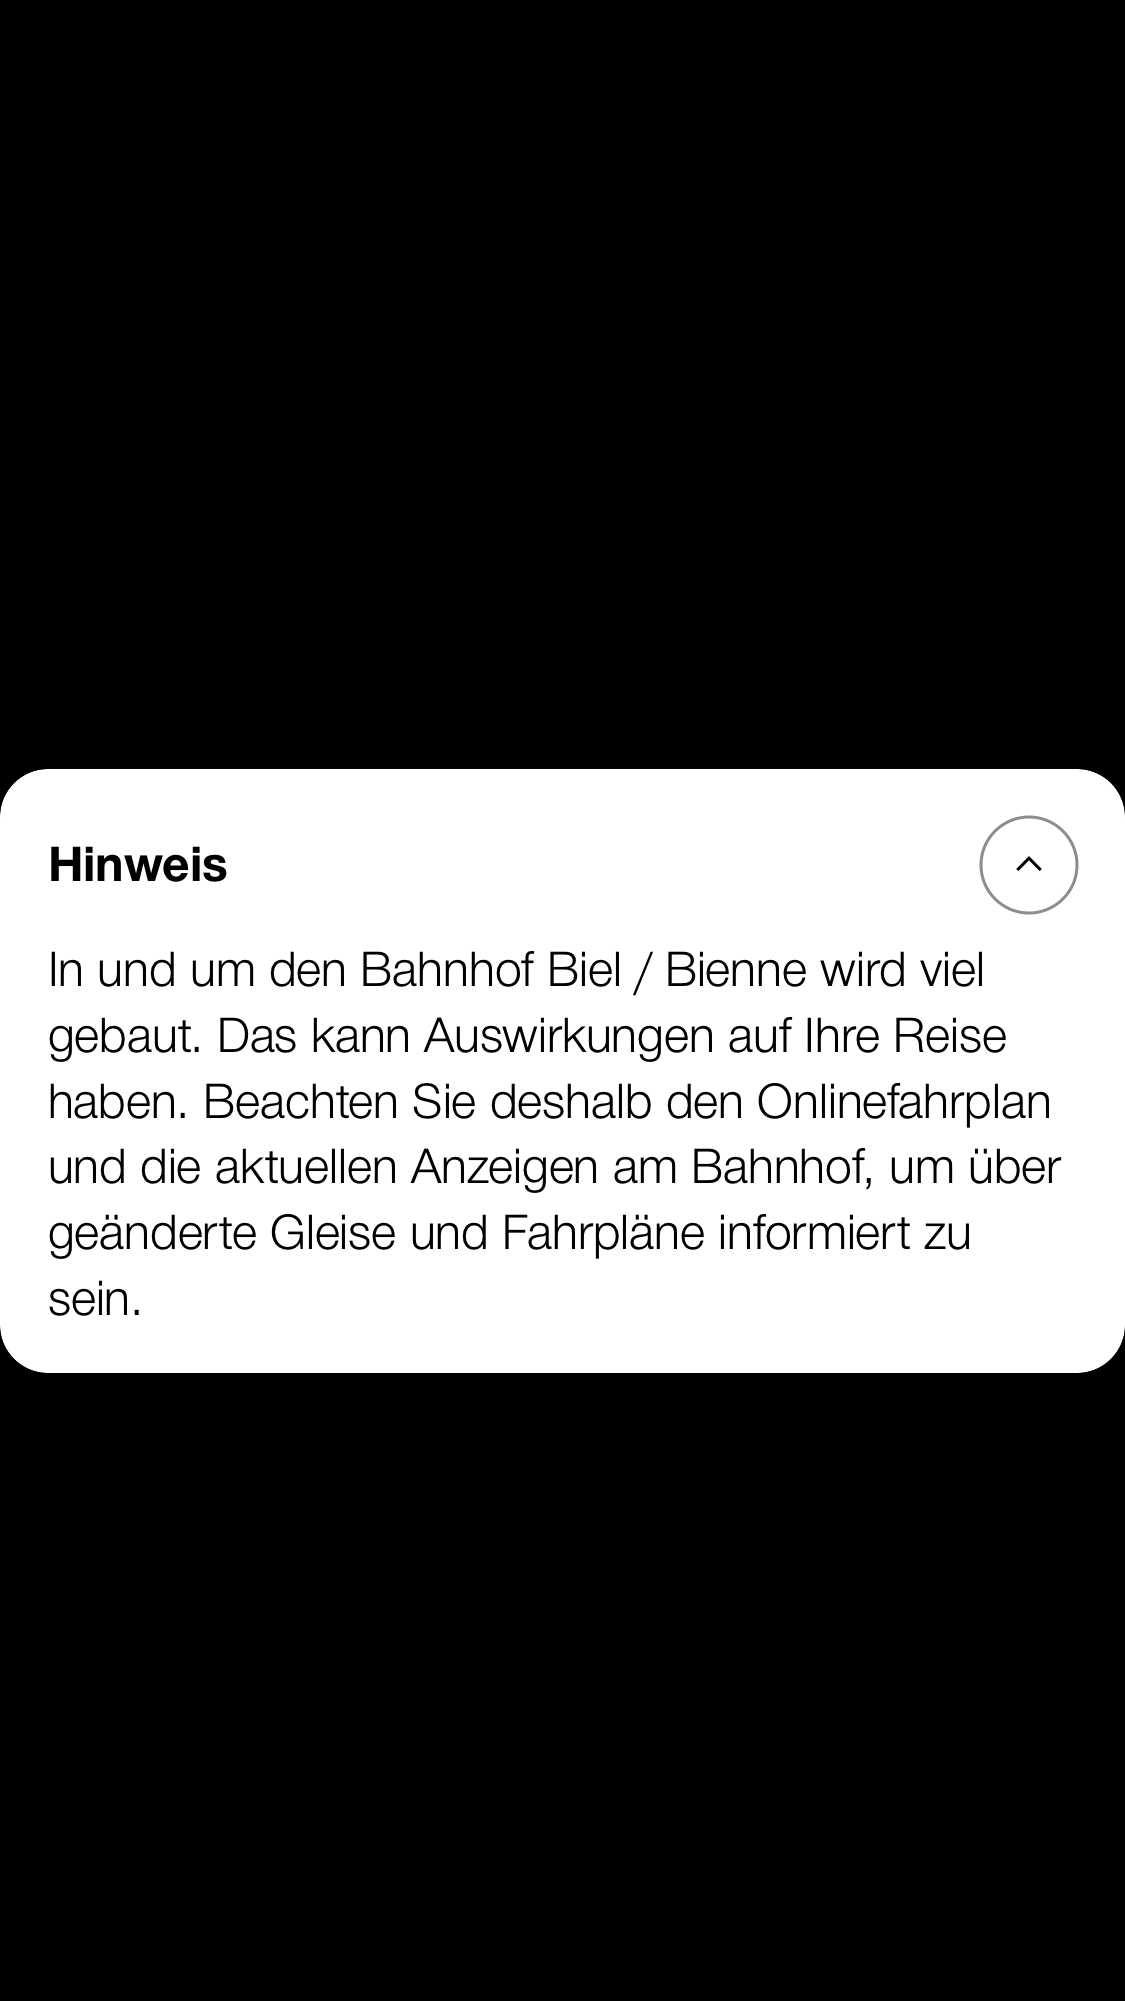 Hinweis
In und um den Bahnhof Biel / Bienne wird viel
gebaut. Das kann Auswirkungen auf Ihre Reise
haben. Beachten Sie deshalb den Onlinefahrplan
und die aktuellen Anzeigen am Bahnhof, um über
geänderte Gleise und Fahrpläne informiert zu
sein.